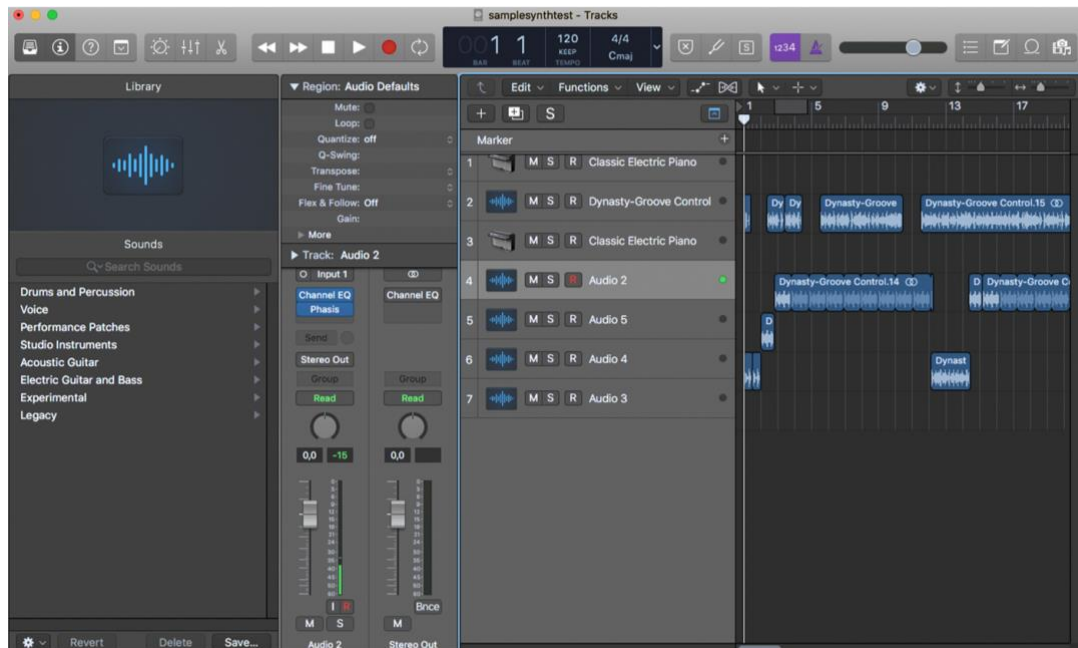 samplesynthtest - Tracks
001 1
BAR BEAT
120
KEEP
TEMPO
4/4
Cmaj
S
1234
Library
Sounds
Search Sounds
Drums and Percussion
Voice
Performance Patches
Studio Instruments
Acoustic Guitar
Electric Guitar and Bass
Experimental
Legacy
Revert Delete Save...
Region: Audio Defaults
Mute:
Loop:
Quantize: off
Q-Swing:
Transpose:
Fine Tune:
Flex & Follow: Off
Gain:
More
Track: Audio 2
Input 1
Channel EQ Channel EQ
Phasis
Send
Stereo Out
Group Group
Read Read
0,0 -15 0,0
I R Bnce
M S M
Audio 2 Stereo Out
Edit Functions View
S
Marker
1 5 9 13 17
1 M S R Classic Electric Piano
2 M S R Dynasty-Groove Control
Dy Dy Dynasty-Groove Dynasty-Groove Control.15
3 M S R Classic Electric Piano
4 M S R Audio 2
Dynasty-Groove Control.14 D Dynasty-Groove Co
5 M S R Audio 5
D
6 M S R Audio 4
Dynast
7 M S R Audio 3